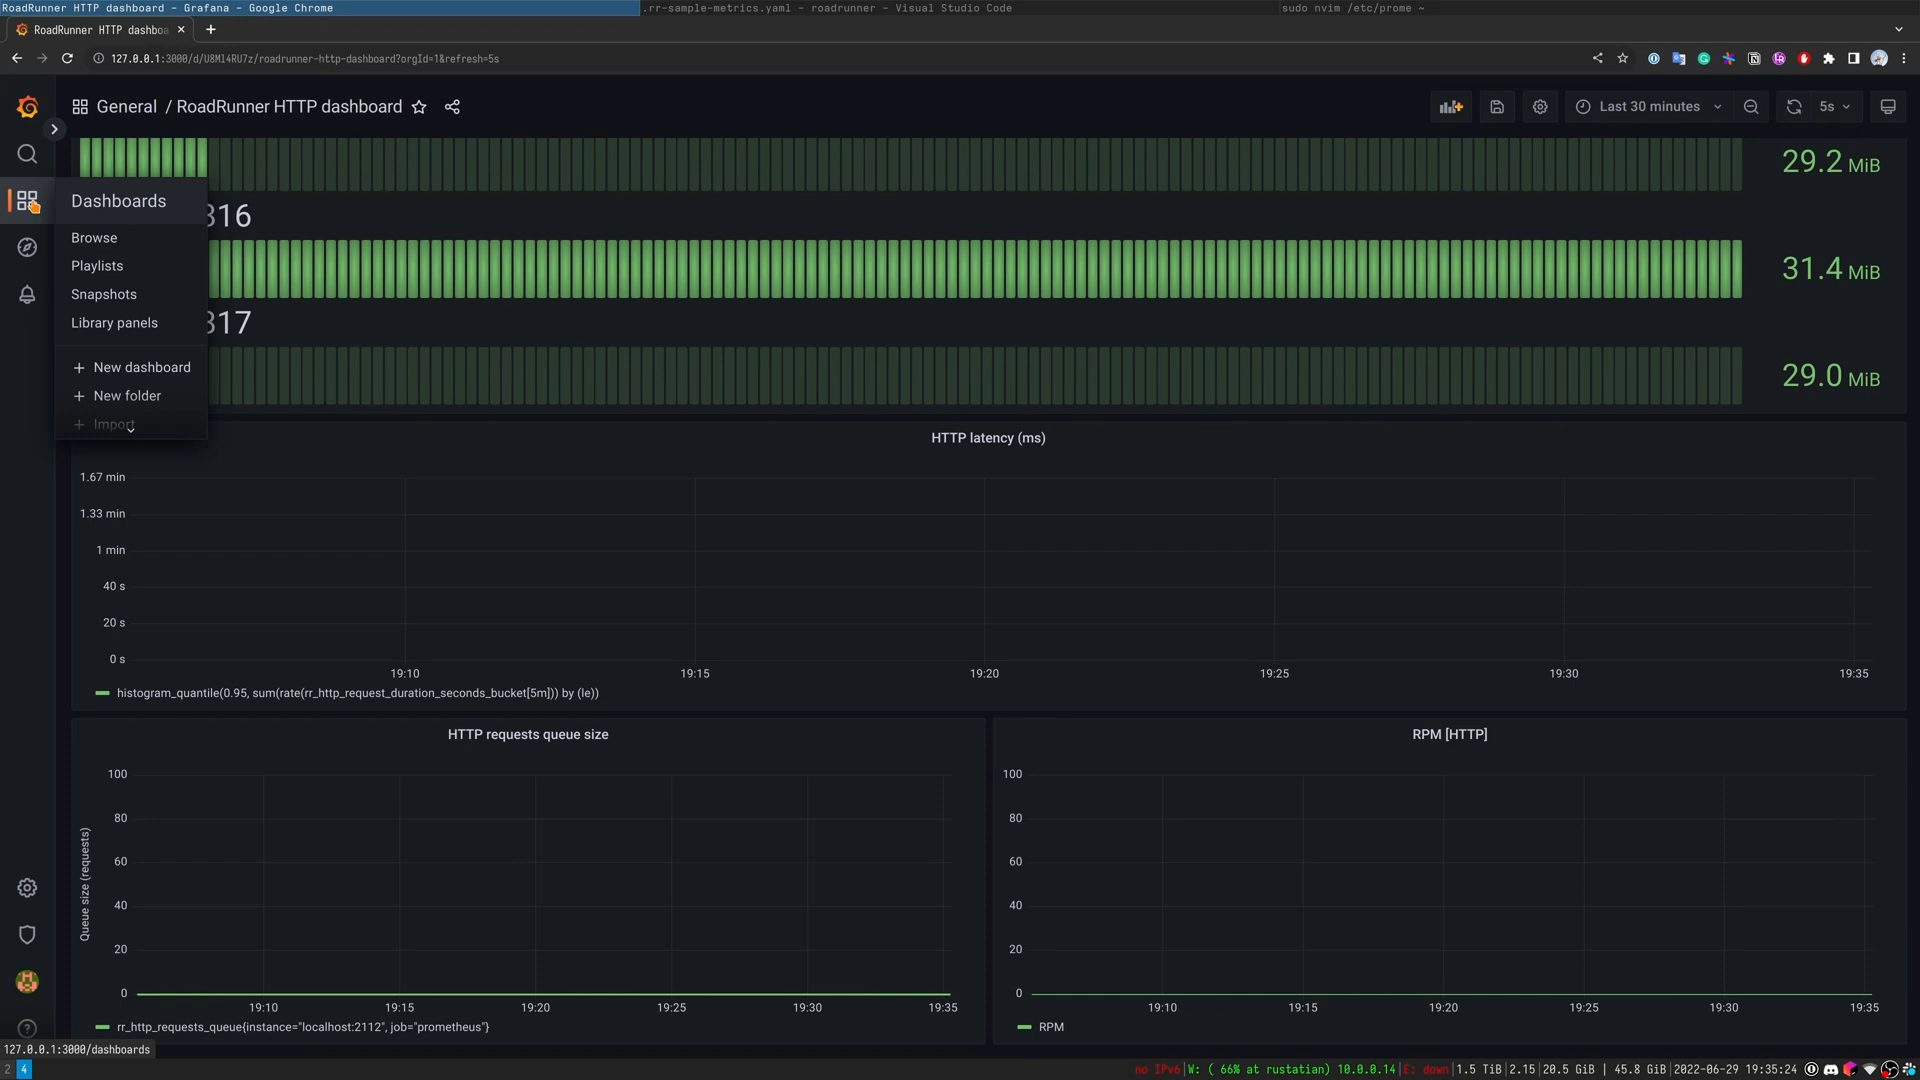 RoadRunner HTTP dashboard - Grafana - Google Chrome
.rr-sample-metrics.yaml - roadrunner - Visual Studio Code
sudo nvim /etc/prome ~
RoadRunner HTTP dashboa
127.0.0.1:3000/d/U8Ml4RU7z/roadrunner-http-dashboard?orgId=1&refresh=5s
General / RoadRunner HTTP dashboard
Last 30 minutes
5s
29.2 MiB
Dashboards
316
Browse
Playlists
31.4 MiB
Snapshots
Library panels
317
New dashboard
29.0 MiB
New folder
Import
HTTP latency (ms)
1.67 min
1.33 min
1 min
40 s
20 s
0 s
19:10 19:15 19:20 19:25 19:30 19:35
histogram_quantile(0.95, sum(rate(rr_http_request_duration_seconds_bucket[5m])) by (le))
HTTP requests queue size
100
80
60
40
20
0
Queue size (requests)
19:10 19:15 19:20 19:25 19:30 19:35
rr_http_requests_queue{instance="localhost:2112", job="prometheus"}
RPM [HTTP]
100
80
60
40
20
0
19:10 19:15 19:20 19:25 19:30 19:35
RPM
127.0.0.1:3000/dashboards
2 4
no IPv6|W: ( 66% at rustatian) 10.0.0.14|E: down|1.5 TiB|2.15|20.5 GiB | 45.8 GiB|2022-06-29 19:35:24